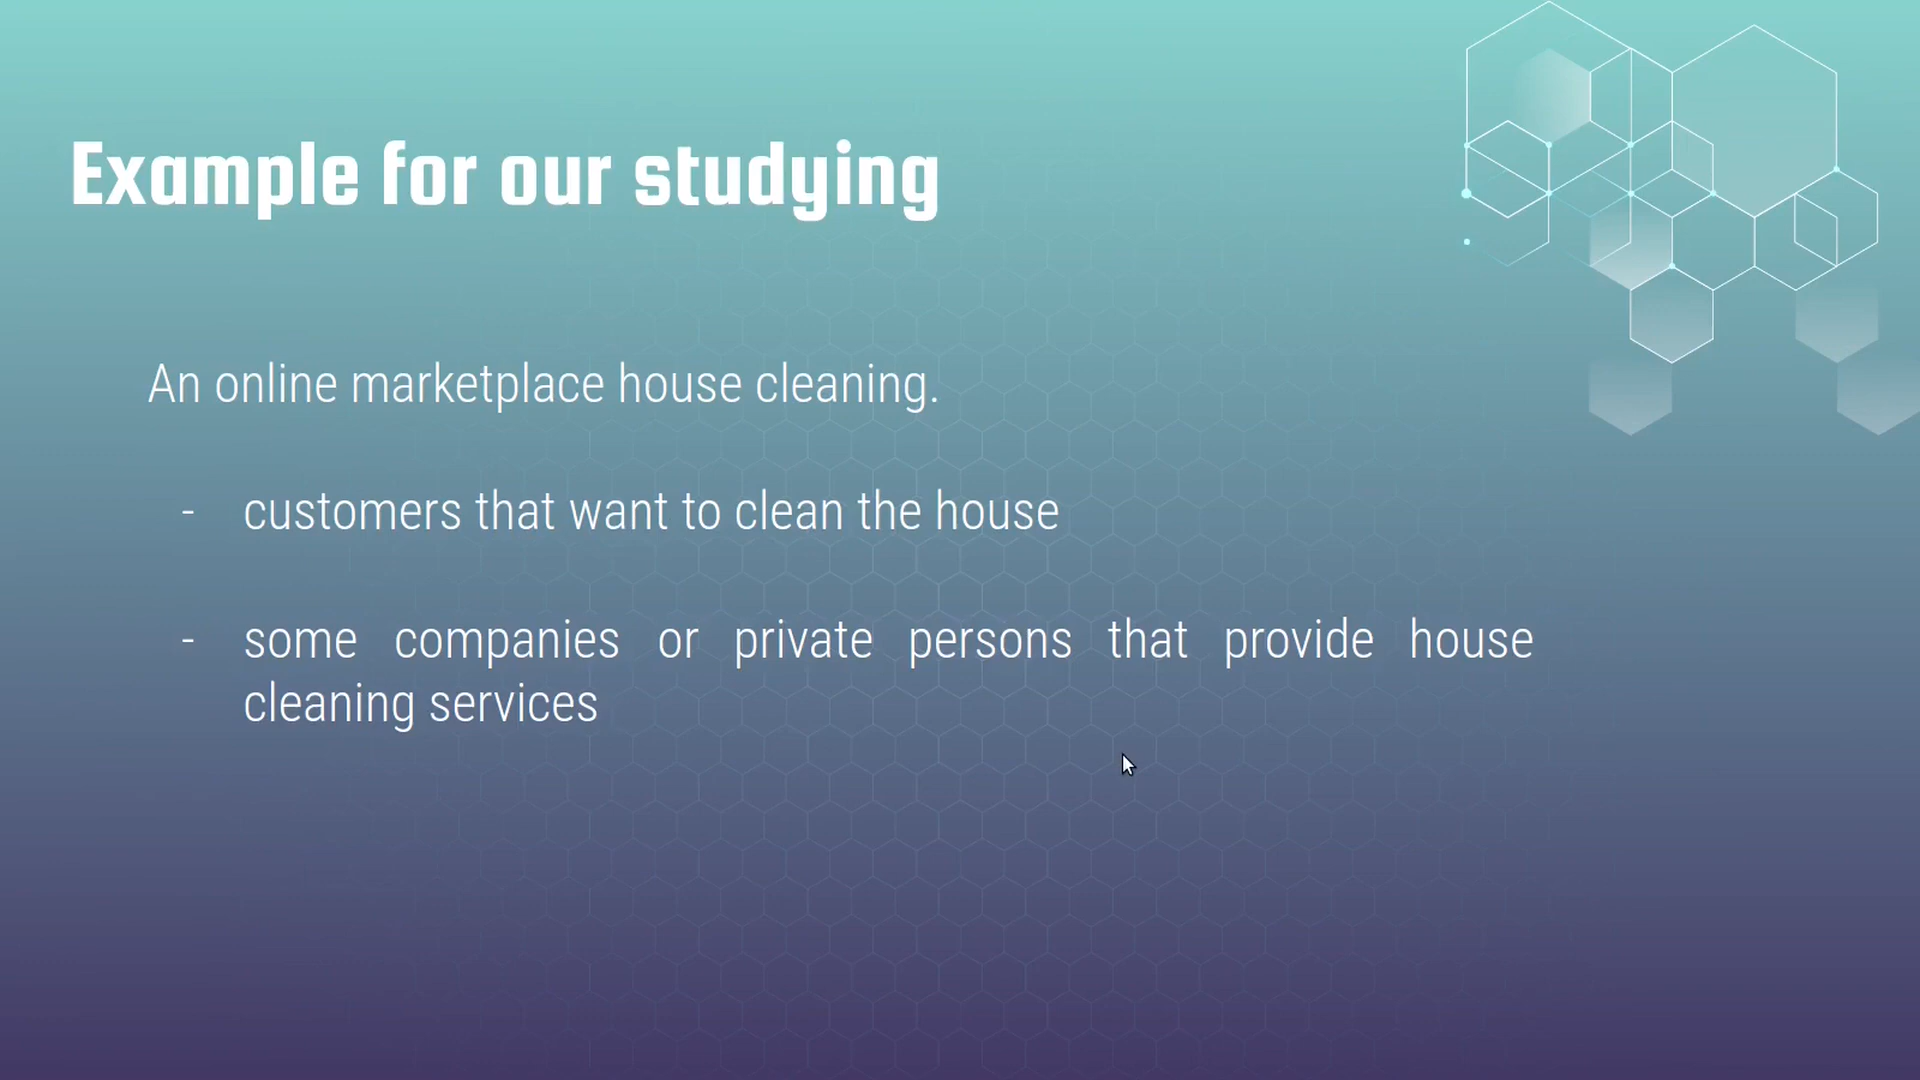 Example for our studying
An online marketplace house cleaning.
- customers that want to clean the house
- some companies or private persons that provide house
cleaning services